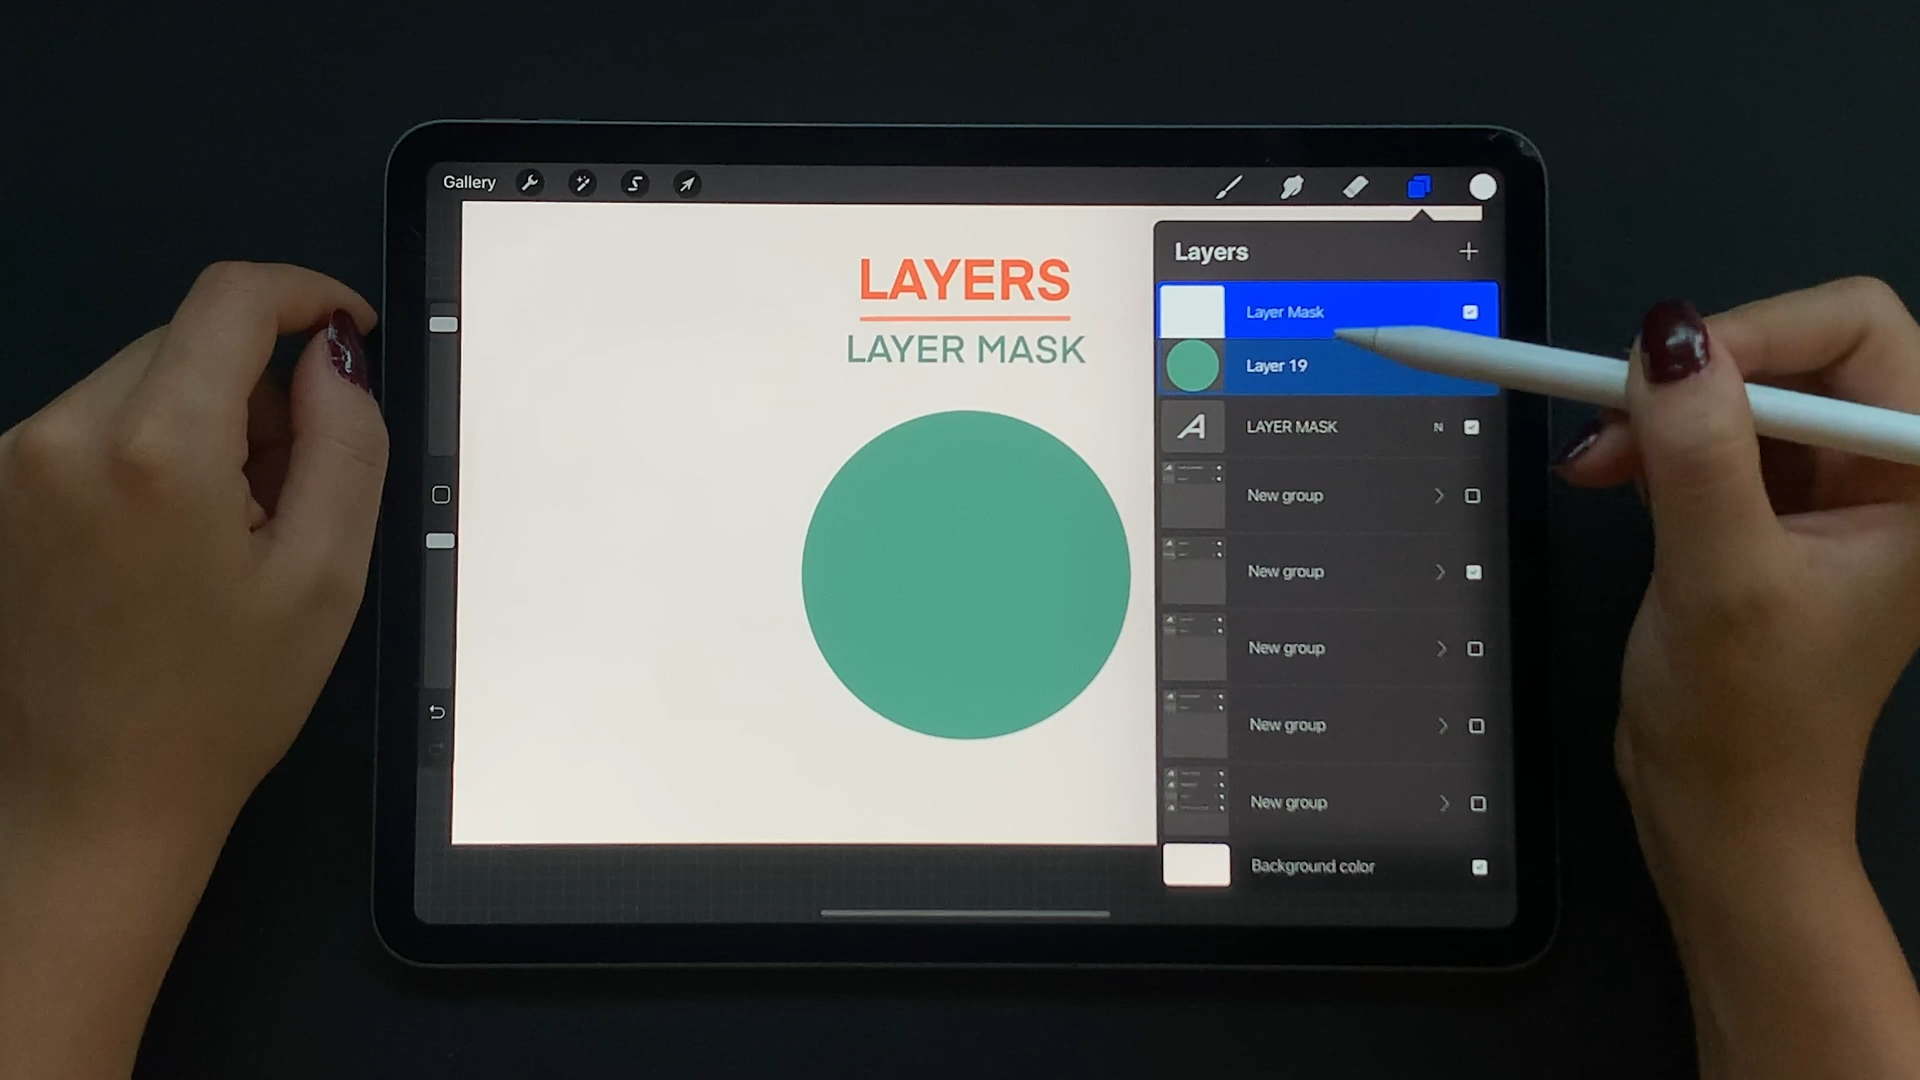 Gallery
LAYERS
LAYER MASK
Layers
Layer Mask
Layer 19
A
LAYER MASK N
New group
New group
New group
New group
New group
Background color